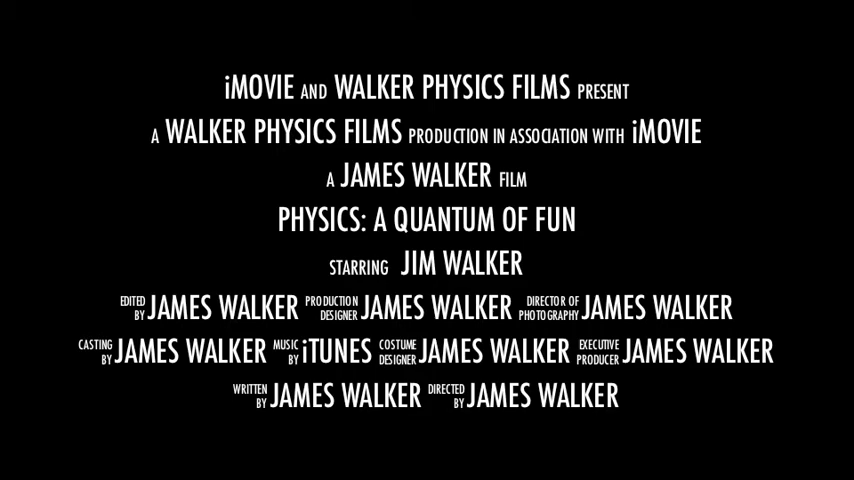 iMOVIE AND WALKER PHYSICS FILMS PRESENT
A WALKER PHYSICS FILMS PRODUCTION IN ASSOCIATION WITH iMOVIE
A JAMES WALKER FILM
PHYSICS: A QUANTUM OF FUN
STARRING JIM WALKER
EDITED BY JAMES WALKER PRODUCTION DESIGNER JAMES WALKER DIRECTOR OF PHOTOGRAPHY JAMES WALKER
CASTING BY JAMES WALKER MUSIC BY iTUNES COSTUME DESIGNER JAMES WALKER EXECUTIVE PRODUCER JAMES WALKER
WRITTEN BY JAMES WALKER DIRECTED BY JAMES WALKER